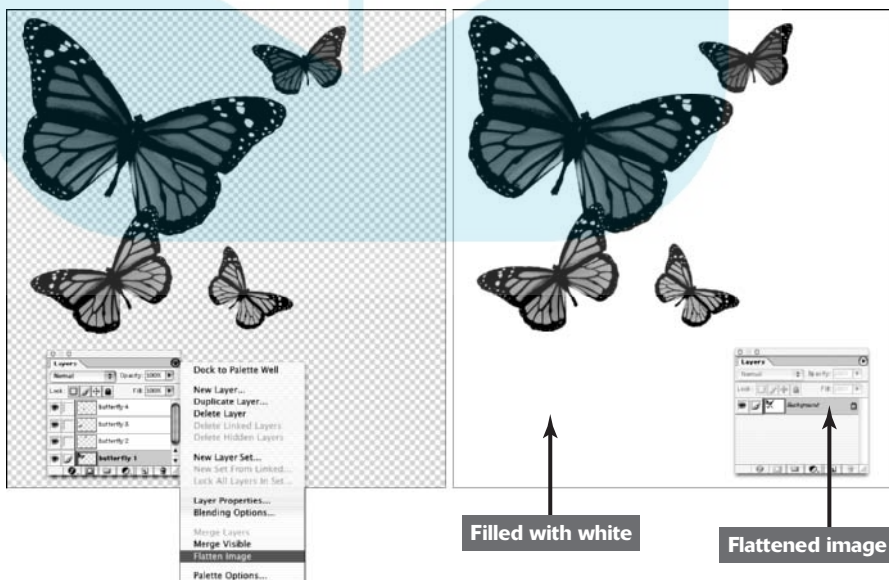 Layers
Normal
Opacity: 100%
Lock:
Fill: 100%
butterfly 4
butterfly 3
butterfly 2
butterfly 1
Dock to Palette Well
New Layer...
Duplicate Layer...
Delete Layer
Delete Linked Layers
Delete Hidden Layers
New Layer Set...
New Set From Linked...
Lock All Layers In Set...
Layer Properties...
Blending Options...
Merge Layers
Merge Visible
Flatten Image
Palette Options...
Layers
Normal
Opacity: 100%
Lock:
Fill: 100%
Background
Filled with white
Flattened image